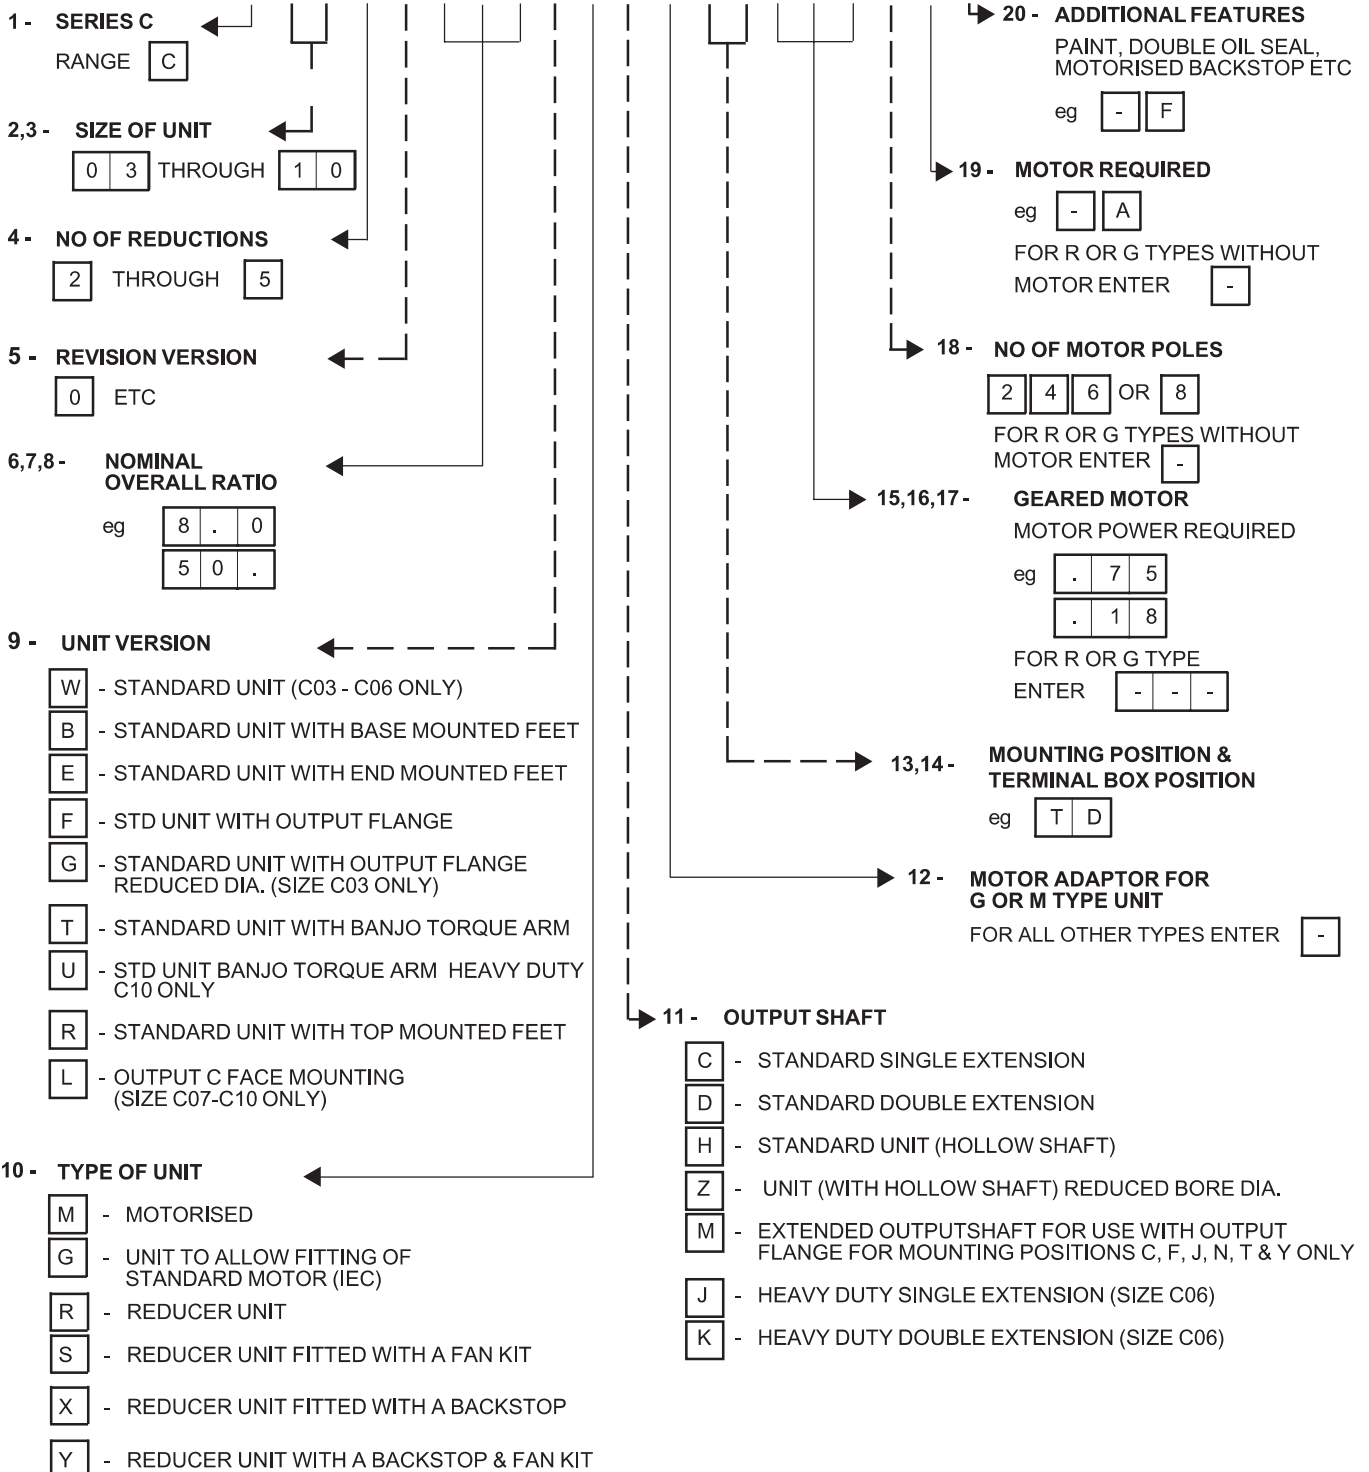 1 - SERIES C
RANGE C
2,3 - SIZE OF UNIT
0 3 THROUGH 1 0
4 - NO OF REDUCTIONS
2 THROUGH 5
5 - REVISION VERSION
0 ETC
6,7,8 - NOMINAL
OVERALL RATIO
eg 8 . 0
5 0 .
9 - UNIT VERSION
W - STANDARD UNIT (C03 - C06 ONLY)
B - STANDARD UNIT WITH BASE MOUNTED FEET
E - STANDARD UNIT WITH END MOUNTED FEET
F - STD UNIT WITH OUTPUT FLANGE
G - STANDARD UNIT WITH OUTPUT FLANGE
REDUCED DIA. (SIZE C03 ONLY)
T - STANDARD UNIT WITH BANJO TORQUE ARM
U - STD UNIT BANJO TORQUE ARM HEAVY DUTY
C10 ONLY
R - STANDARD UNIT WITH TOP MOUNTED FEET
L - OUTPUT C FACE MOUNTING
(SIZE C07-C10 ONLY)
10 - TYPE OF UNIT
M - MOTORISED
G - UNIT TO ALLOW FITTING OF
STANDARD MOTOR (IEC)
R - REDUCER UNIT
S - REDUCER UNIT FITTED WITH A FAN KIT
X - REDUCER UNIT FITTED WITH A BACKSTOP
Y - REDUCER UNIT WITH A BACKSTOP & FAN KIT
20 - ADDITIONAL FEATURES
PAINT, DOUBLE OIL SEAL,
MOTORISED BACKSTOP ETC
eg - F
19 - MOTOR REQUIRED
eg - A
FOR R OR G TYPES WITHOUT
MOTOR ENTER -
18 - NO OF MOTOR POLES
2 4 6 OR 8
FOR R OR G TYPES WITHOUT
MOTOR ENTER -
15,16,17 - GEARED MOTOR
MOTOR POWER REQUIRED
eg . 7 5
. 1 8
FOR R OR G TYPE
ENTER - - -
13,14 - MOUNTING POSITION &
TERMINAL BOX POSITION
eg T D
12 - MOTOR ADAPTOR FOR
G OR M TYPE UNIT
FOR ALL OTHER TYPES ENTER -
11 - OUTPUT SHAFT
C - STANDARD SINGLE EXTENSION
D - STANDARD DOUBLE EXTENSION
H - STANDARD UNIT (HOLLOW SHAFT)
Z - UNIT (WITH HOLLOW SHAFT) REDUCED BORE DIA.
M - EXTENDED OUTPUTSHAFT FOR USE WITH OUTPUT
FLANGE FOR MOUNTING POSITIONS C, F, J, N, T & Y ONLY
J - HEAVY DUTY SINGLE EXTENSION (SIZE C06)
K - HEAVY DUTY DOUBLE EXTENSION (SIZE C06)